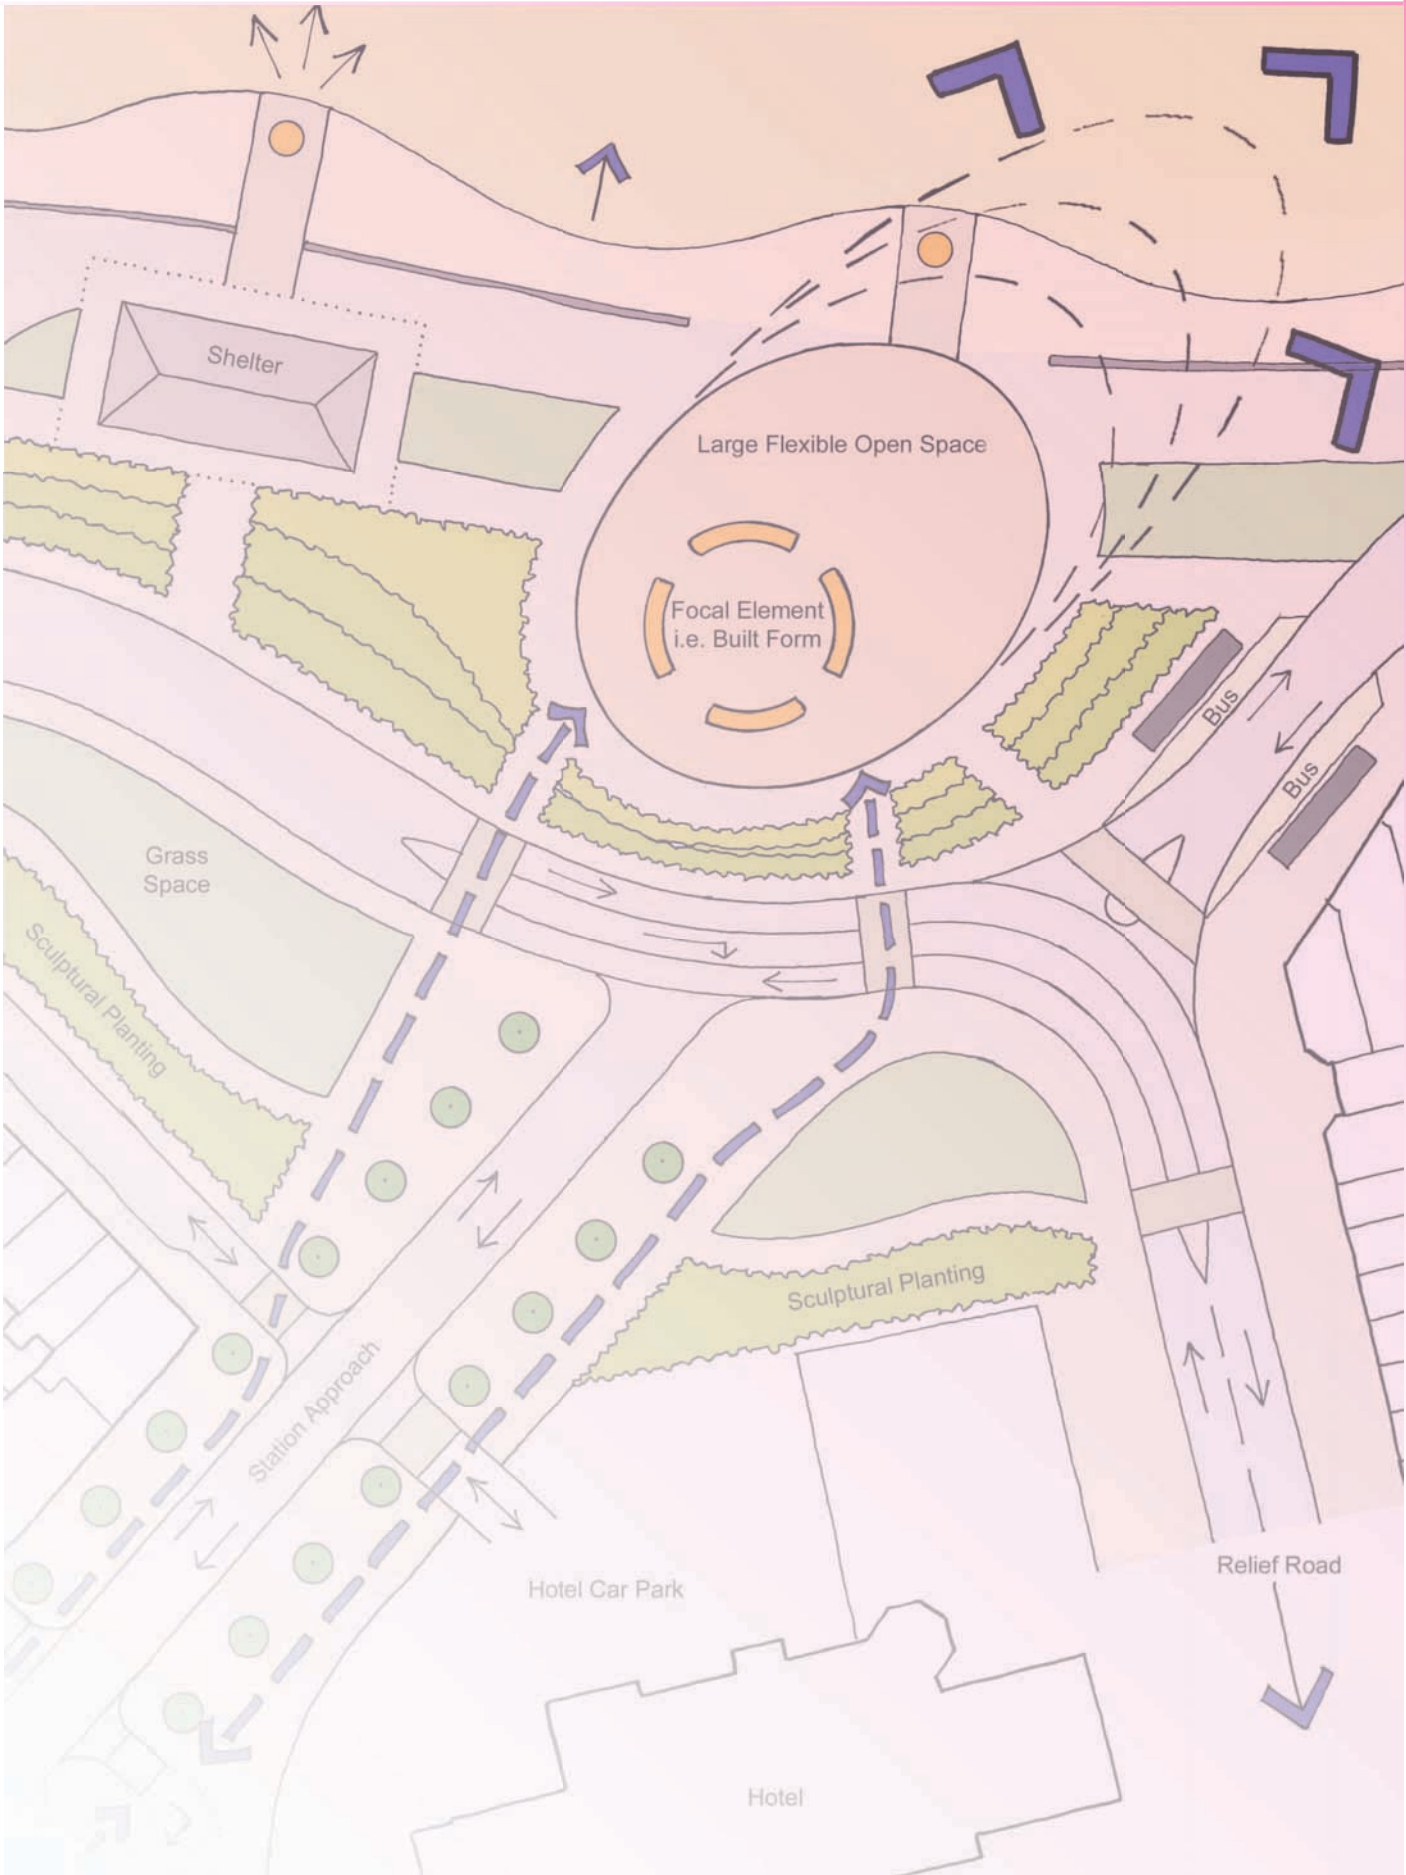 Shelter
Large Flexible Open Space
Focal Element
i.e. Built Form
Bus
Bus
Grass
Space
Sculptural Planting
Sculptural Planting
Station Approach
Relief Road
Hotel Car Park
Hotel